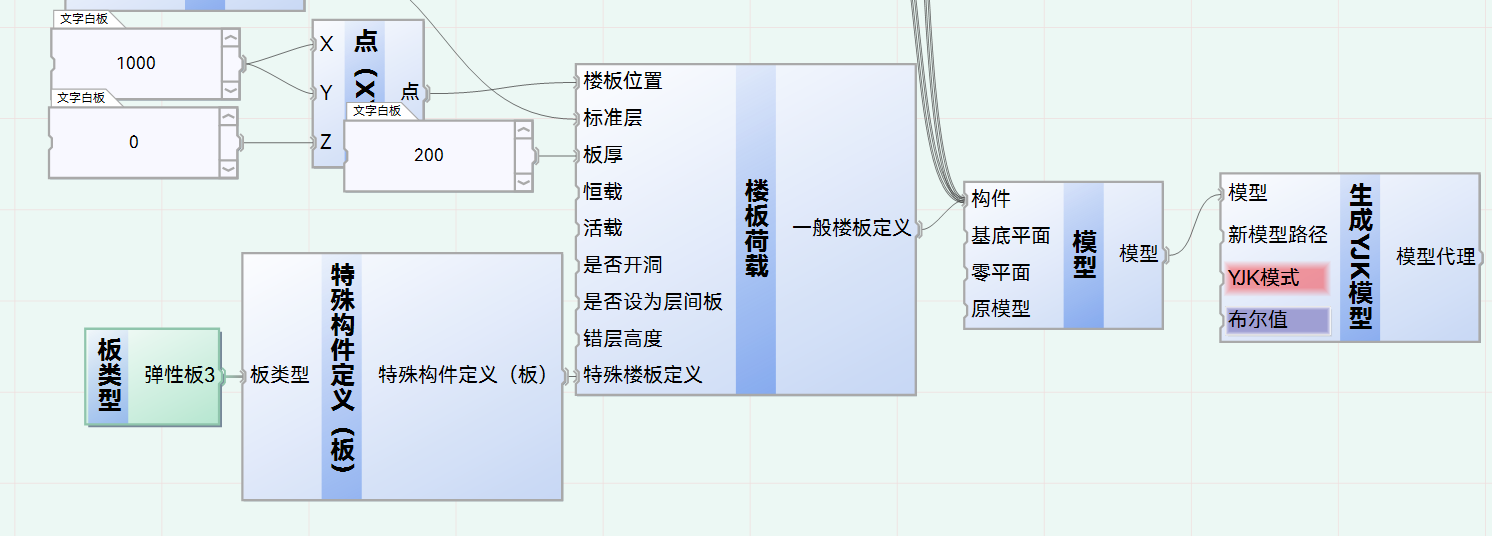 文字白板
1000
文字白板
0
X
Y
Z
点（X
点
文字白板
200
楼板位置
标准层
板厚
恒载
活载
是否开洞
是否设为层间板
错层高度
特殊楼板定义
楼板荷载
一般楼板定义
板类型
弹性板3
板类型
特殊构件定义（板）
特殊构件定义（板）
构件
基底平面
零平面
原模型
模型
模型
模型
新模型路径
YJK模式
布尔值
生成YJK模型
模型代理